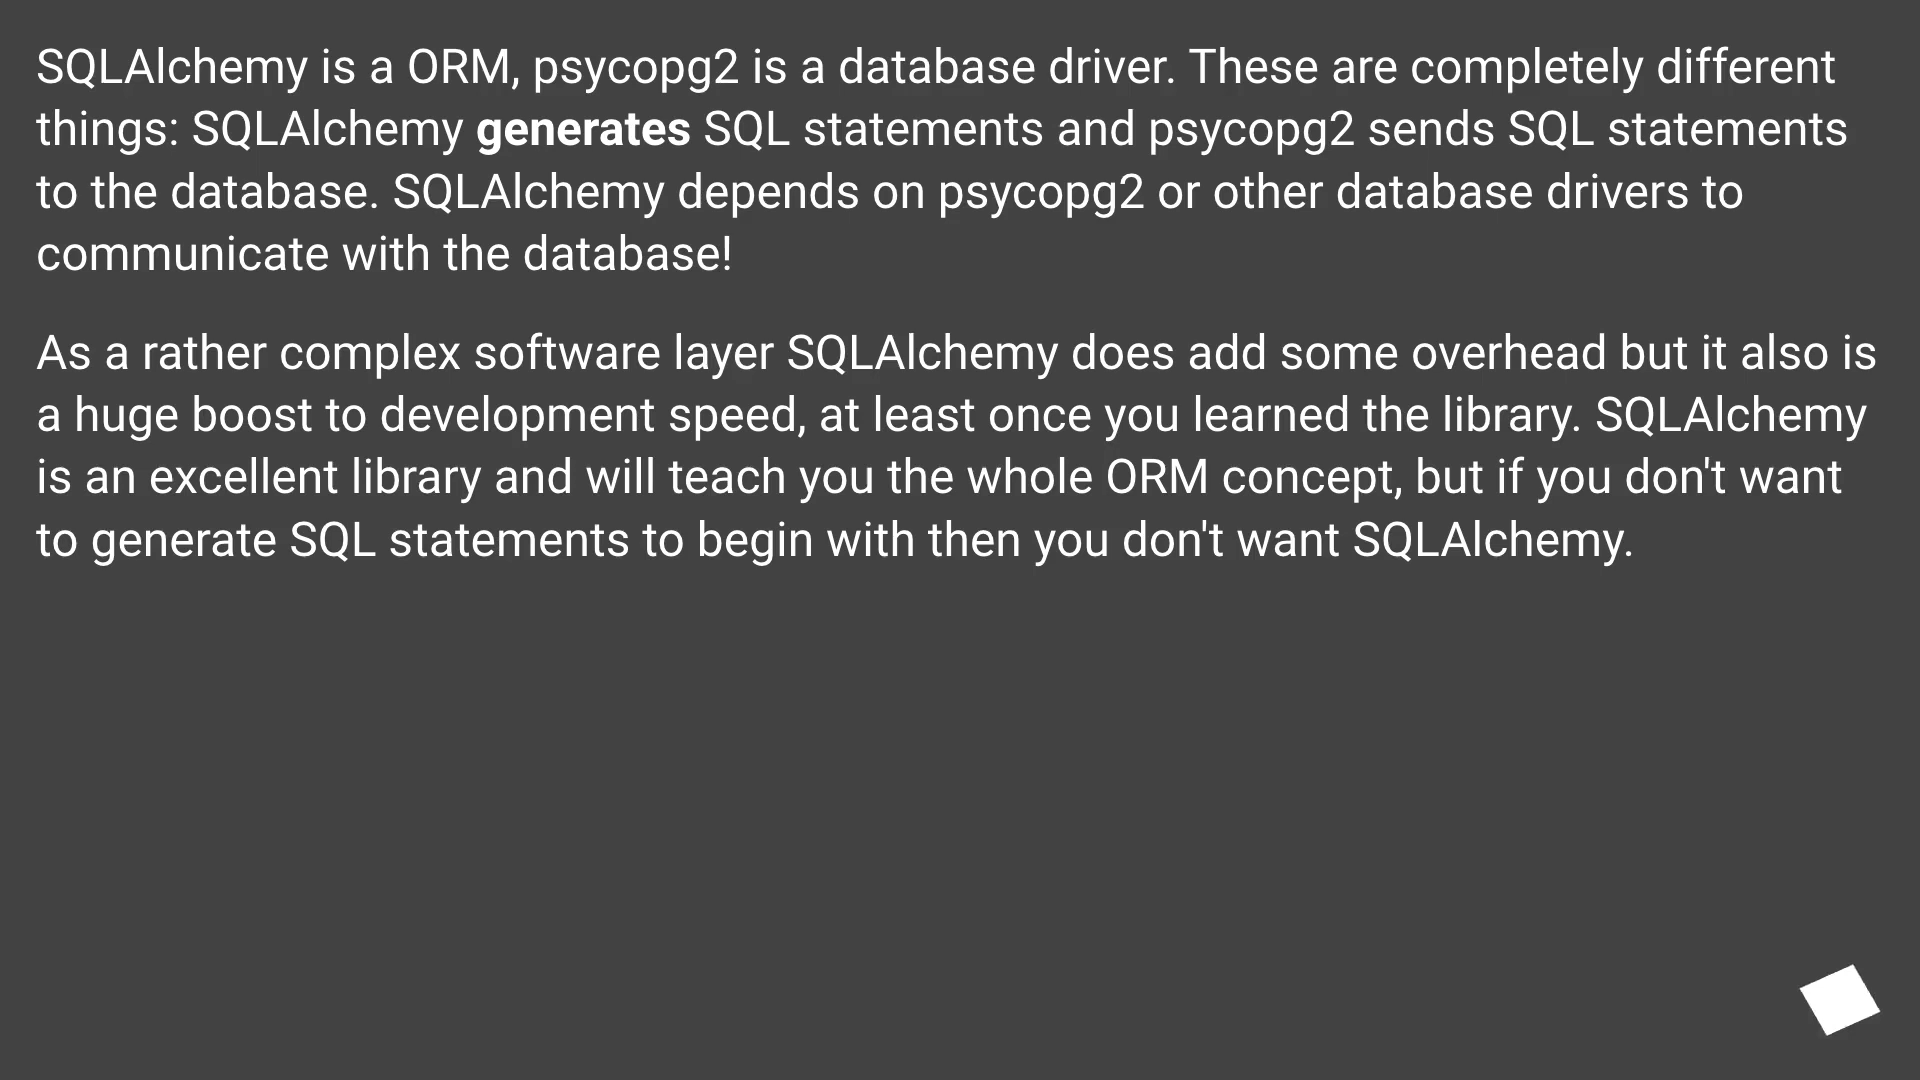 SQLAlchemy is a ORM, psycopg2 is a database driver. These are completely different
things: SQLAlchemy generates SQL statements and psycopg2 sends SQL statements
to the database. SQLAlchemy depends on psycopg2 or other database drivers to
communicate with the database!
As a rather complex software layer SQLAlchemy does add some overhead but it also is
a huge boost to development speed, at least once you learned the library. SQLAlchemy
is an excellent library and will teach you the whole ORM concept, but if you don't want
to generate SQL statements to begin with then you don't want SQLAlchemy.